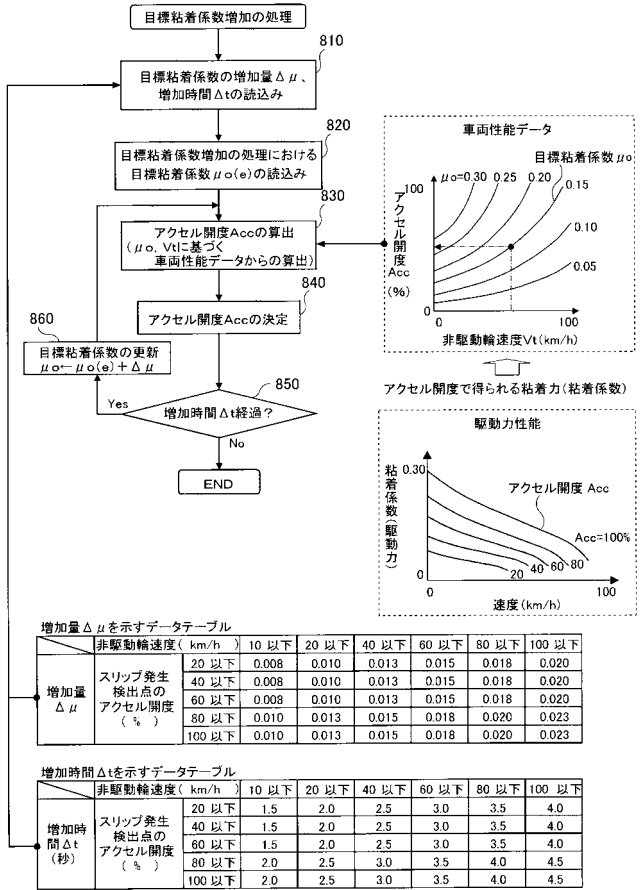 目標粘着係数増加の処理
810
目標粘着係数の増加量Δμ、
増加時間Δtの読込み
820
目標粘着係数増加の処理における
目標粘着係数μo(e)の読込み
830
アクセル開度Accの算出
(μo, Vtに基づく
車両性能データからの算出)
840
アクセル開度Accの決定
860
目標粘着係数の更新
μo←μo(e)+Δμ
850
増加時間Δt経過?
Yes
No
END
車両性能データ
目標粘着係数μo
μo=0.30 0.25 0.20 0.15
0.10
0.05
100
アクセル開度Acc(%)
0
0 100
非駆動輪速度Vt(km/h)
アクセル開度で得られる粘着力(粘着係数)
駆動力性能
0.30
粘着係数(駆動力)
アクセル開度 Acc
Acc=100%
20 40 60 80
0
0 100
速度(km/h)
増加量Δμを示すデータテーブル
非駆動輪速度( km/h ) 10 以下 20 以下 40 以下 60 以下 80 以下 100 以下
増加量Δμ
スリップ発生検出点のアクセル開度( % )
20 以下 0.008 0.010 0.013 0.015 0.018 0.020
40 以下 0.008 0.010 0.013 0.015 0.018 0.020
60 以下 0.008 0.010 0.013 0.015 0.018 0.020
80 以下 0.010 0.013 0.015 0.018 0.020 0.023
100 以下 0.010 0.013 0.015 0.018 0.020 0.023
増加時間Δtを示すデータテーブル
非駆動輪速度( km/h ) 10 以下 20 以下 40 以下 60 以下 80 以下 100 以下
増加時間Δt(秒)
スリップ発生検出点のアクセル開度( % )
20 以下 1.5 2.0 2.5 3.0 3.5 4.0
40 以下 1.5 2.0 2.5 3.0 3.5 4.0
60 以下 1.5 2.0 2.5 3.0 3.5 4.0
80 以下 2.0 2.5 3.0 3.5 4.0 4.5
100 以下 2.0 2.5 3.0 3.5 4.0 4.5